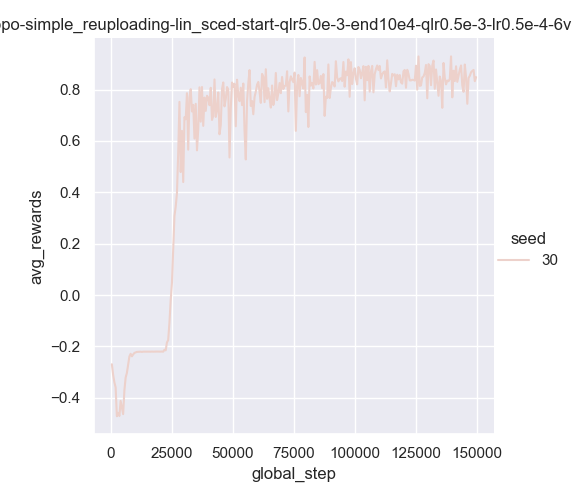 po-simple_reuploading-lin_sced-start-qlr5.0e-3-end10e4-qlr0.5e-3-lr0.5e-4-6v
avg_rewards
0.8
0.6
0.4
0.2
0.0
−0.2
−0.4
0 25000 50000 75000 100000 125000 150000
global_step
seed
30